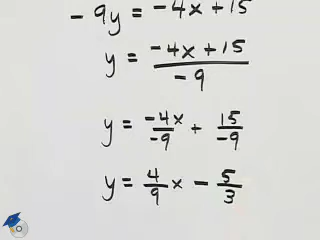 -9y = -4x + 15
y = (-4x + 15)/-9
y = -4x/-9 + 15/-9
y = 4/9 x - 5/3